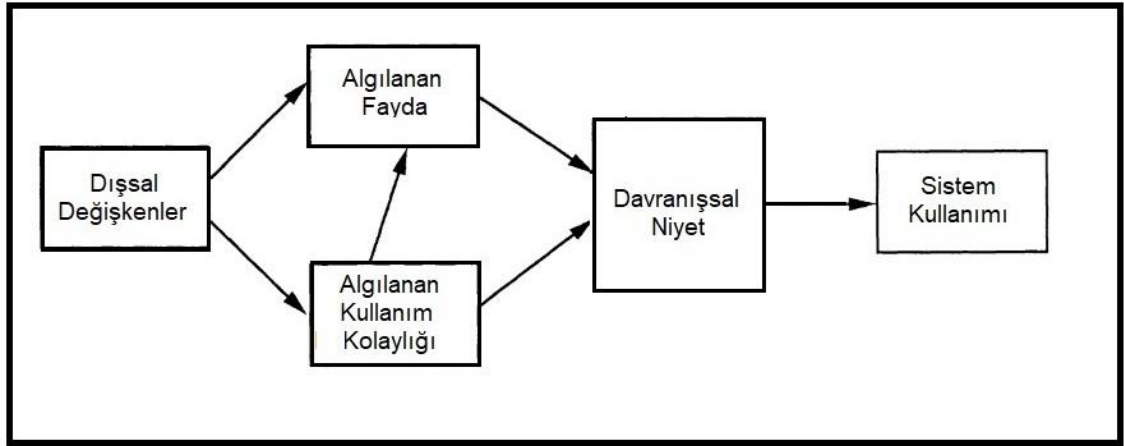 Algılanan
Fayda
Dışsal
Değişkenler
Algılanan
Kullanım
Kolaylığı
Davranışsal
Niyet
Sistem
Kullanımı